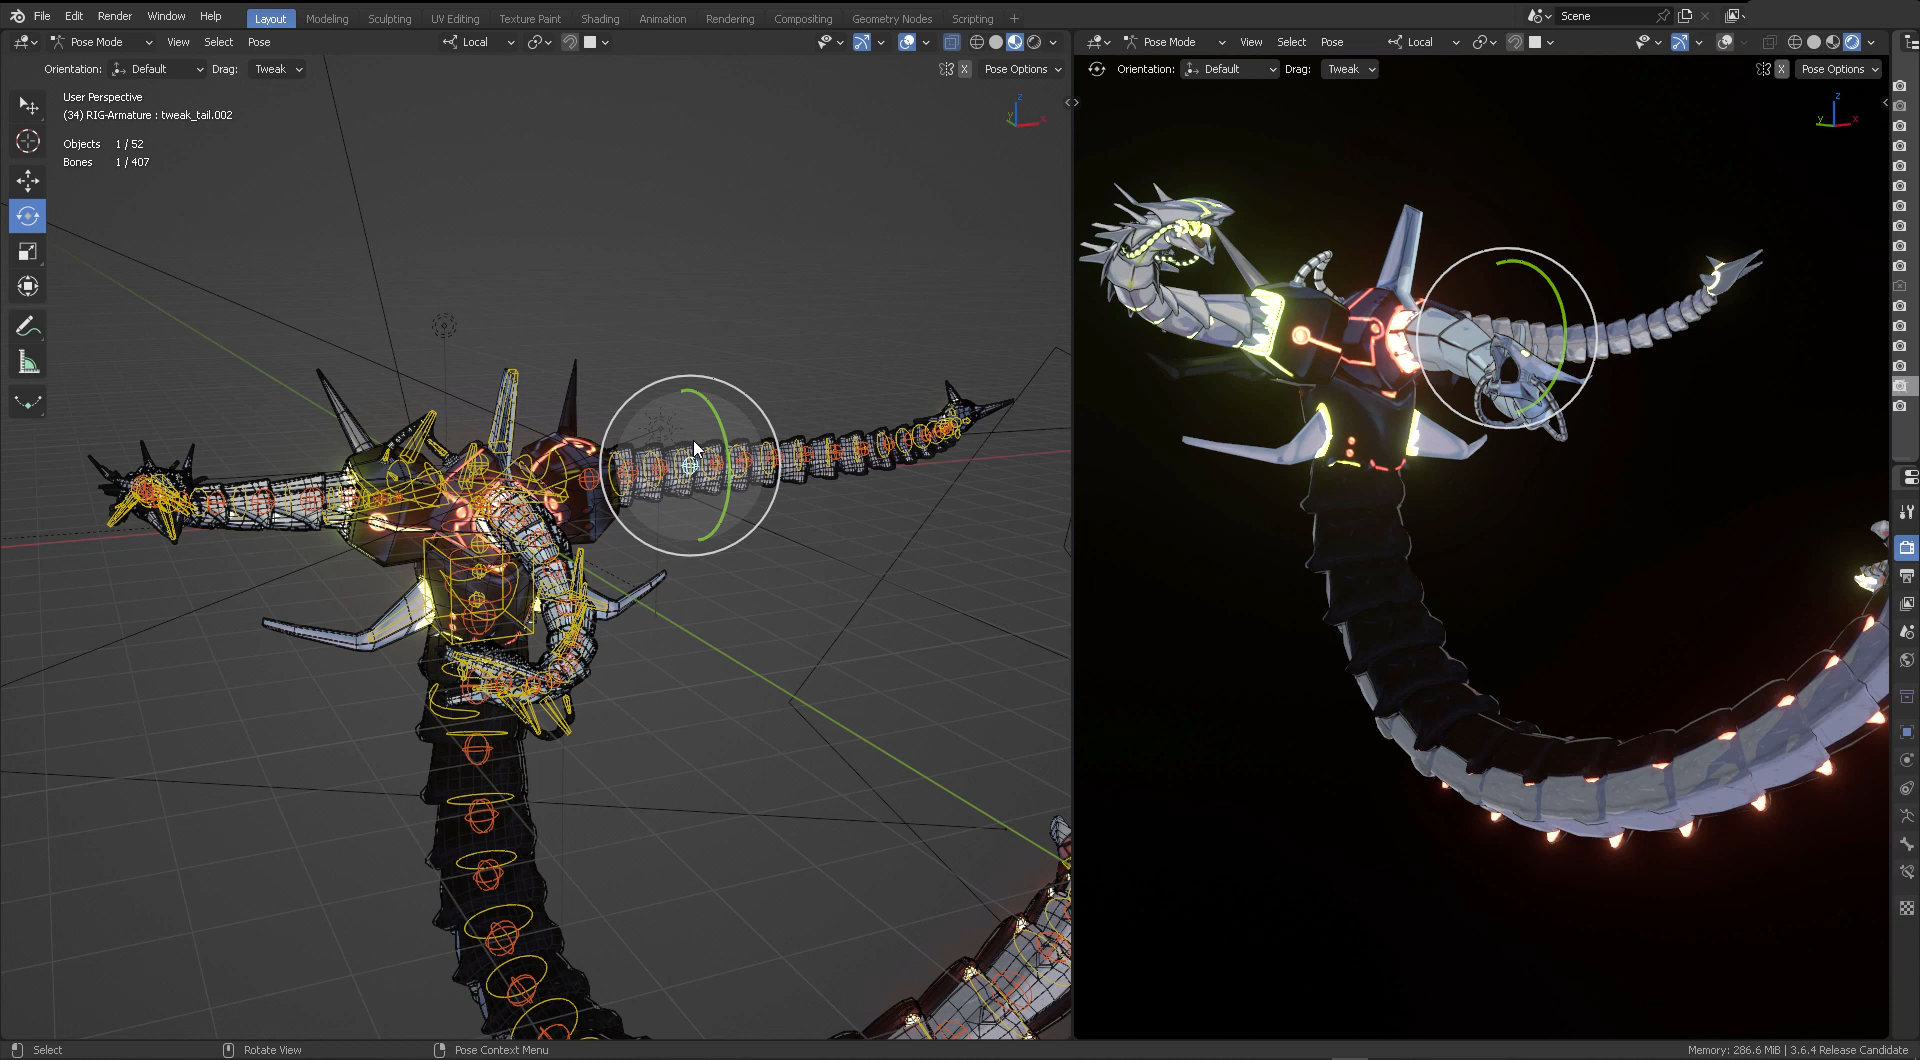 File Edit Render Window Help Layout Modeling Sculpting UV Editing Texture Paint Shading Animation Rendering Compositing Geometry Nodes Scripting + Scene
Pose Mode View Select Pose Local
Orientation: Default Drag: Tweak X Pose Options
User Perspective
(34) RIG-Armature : tweak_tail.002
Objects 1 / 52
Bones 1 / 407
Z
Y X
Pose Mode View Select Pose Local
Orientation: Default Drag: Tweak X Pose Options
Z
Y X
Select Rotate View Pose Context Menu Memory: 286.6 MiB | 3.6.4 Release Candidate